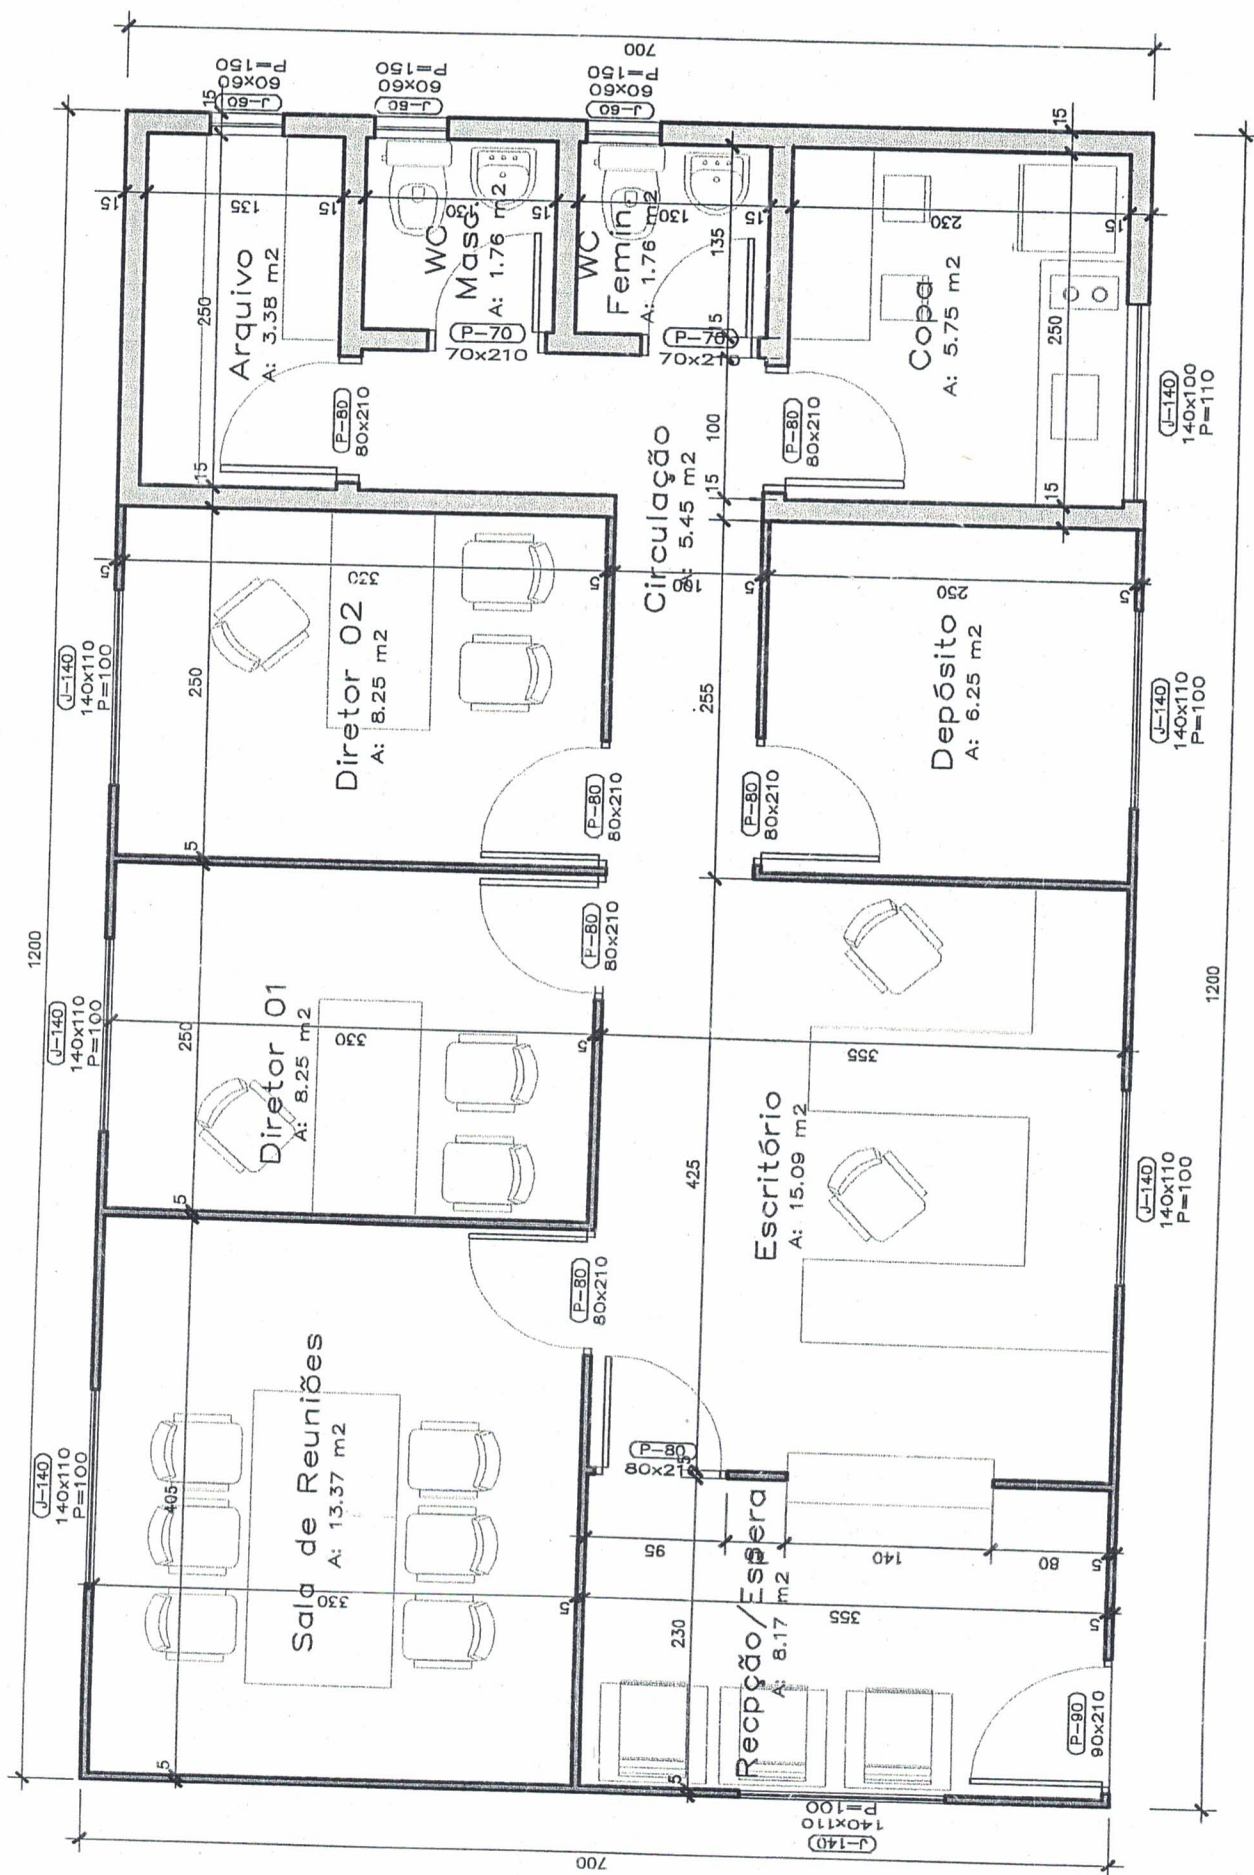 700
J-60
60x60
P=150
J-60
60x60
P=150
J-60
60x60
P=150
15
15
135
15
130
15
130
15
230
15
15
Arquivo
A: 3.38 m2
250
WC
Masc
A: 1.76 m2
WC
Femin
A: 1.76 m2
135
P-70
70x210
P-70
70x210
15
Copa
A: 5.75 m2
250
J-140
140x100
P=110
P-80
80x210
P-80
80x210
100
15
15
15
Circulação
A: 5.45 m2
5
330
5
100
5
250
5
J-140
140x110
P=100
250
Diretor 02
A: 8.25 m2
255
Depósito
A: 6.25 m2
J-140
140x110
P=100
P-80
80x210
P-80
80x210
5
1200
P-80
80x210
J-140
140x110
P=100
250
Diretor 01
A: 8.25 m2
330
5
355
1200
425
Escritório
A: 15.09 m2
J-140
140x110
P=100
5
P-80
80x210
J-140
140x110
P=100
405
Sala de Reuniões
A: 13.37 m2
330
5
P-80
80x210
95
140
80
5
230
Recpção/Espera
A: 8.17 m2
355
5
P-90
90x210
5
5
J-140
140x110
P=100
700